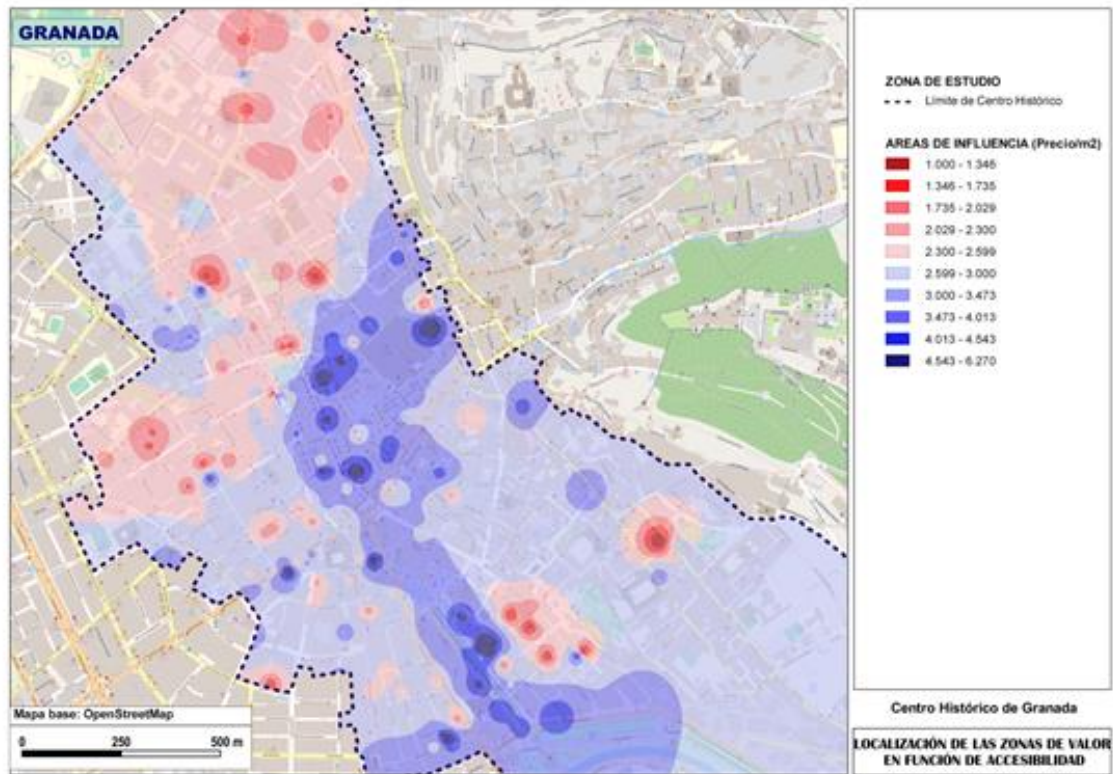 GRANADA
ZONA DE ESTUDIO
Límite de Centro Histórico
AREAS DE INFLUENCIA (Precio/m2)
1.000 - 1.346
1.346 - 1.735
1.735 - 2.029
2.029 - 2.300
2.300 - 2.599
2.599 - 3.000
3.000 - 3.473
3.473 - 4.013
4.013 - 4.543
4.543 - 6.270
Mapa base: OpenStreetMap
0 250 500 m
Centro Histórico de Granada
LOCALIZACIÓN DE LAS ZONAS DE VALOR
EN FUNCIÓN DE ACCESIBILIDAD